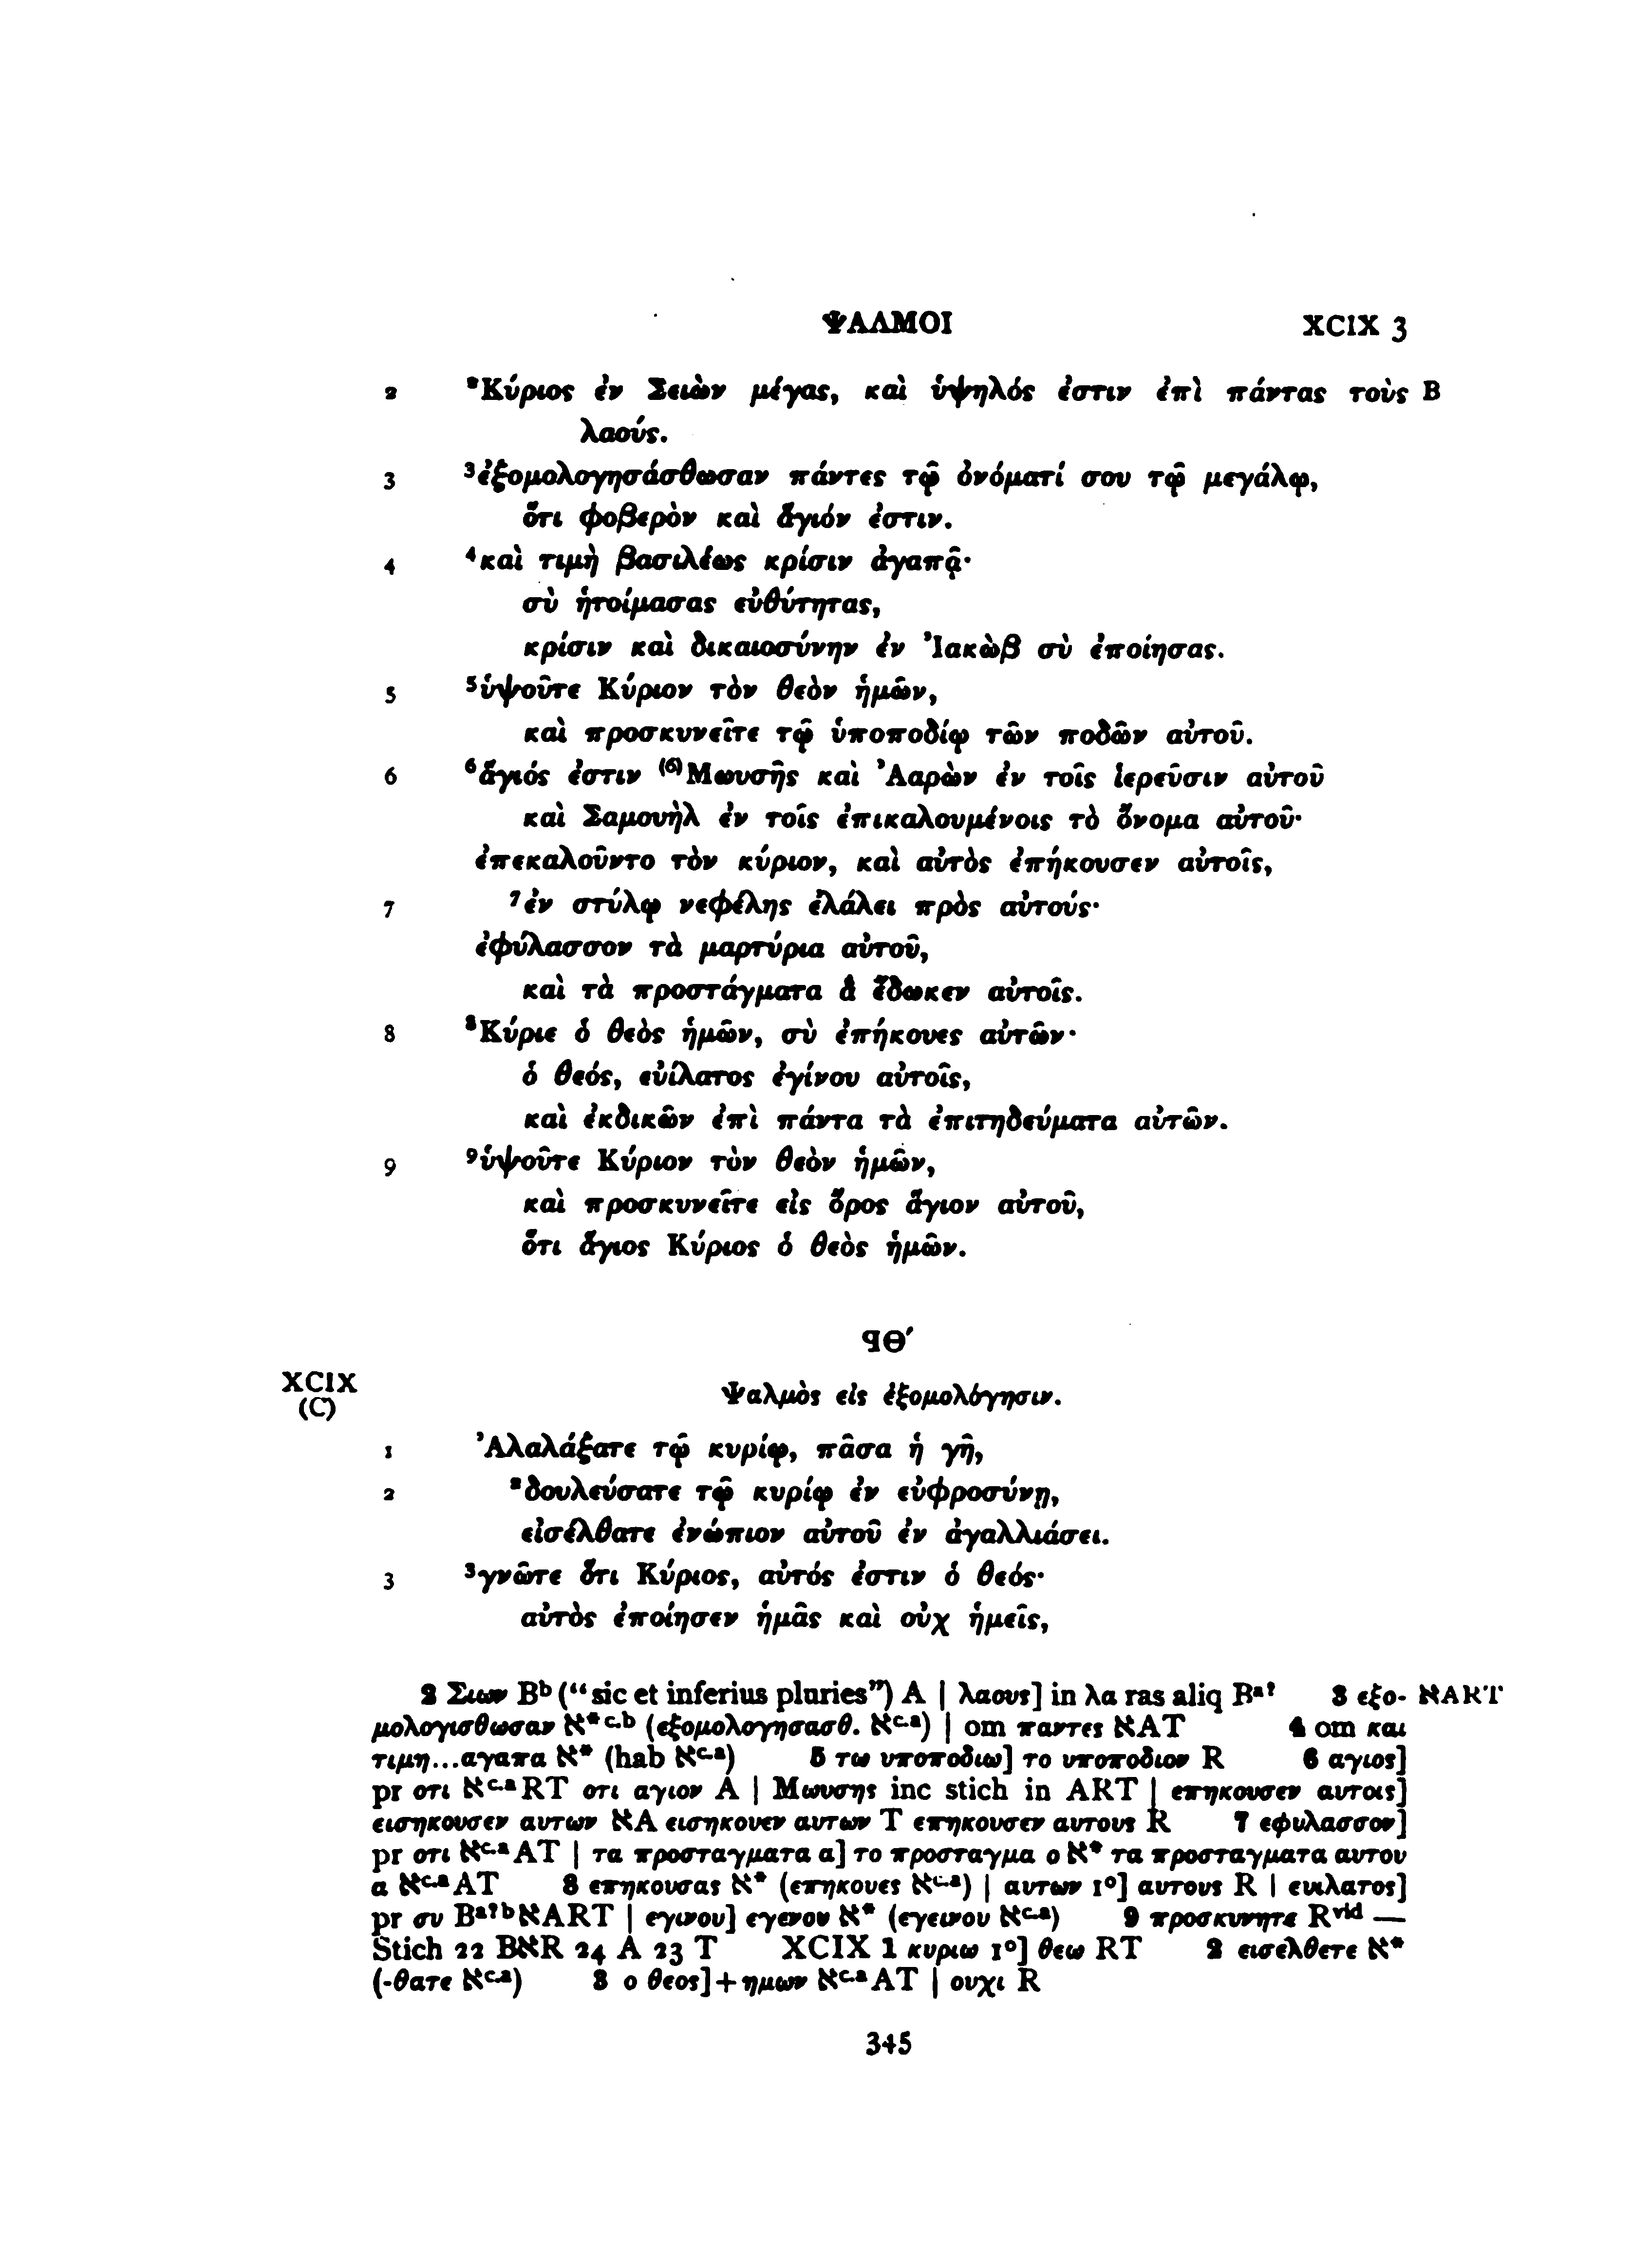 ΨΑΛΜΟΙ XCIX 3
2 ²Κύριος ἐν Σειὼν μέγας, καὶ ὑψηλός ἐστιν ἐπὶ πάντας τοὺς B
λαούς.
3 ³ἐξομολογησάσθωσαν πάντες τῷ ὀνόματί σου τῷ μεγάλῳ,
ὅτι φοβερὸν καὶ ἅγιόν ἐστιν.
4 ⁴καὶ τιμὴ βασιλέως κρίσιν ἀγαπᾷ·
σὺ ἡτοίμασας εὐθύτητας,
κρίσιν καὶ δικαιοσύνην ἐν Ἰακὼβ σὺ ἐποίησας.
5 ⁵ὑψοῦτε Κύριον τὸν θεὸν ἡμῶν,
καὶ προσκυνεῖτε τῷ ὑποποδίῳ τῶν ποδῶν αὐτοῦ.
6 ⁶ἅγιός ἐστιν ⁽⁶⁾Μωυσῆς καὶ Ἀαρὼν ἐν τοῖς ἱερεῦσιν αὐτοῦ
καὶ Σαμουὴλ ἐν τοῖς ἐπικαλουμένοις τὸ ὄνομα αὐτοῦ·
ἐπεκαλοῦντο τὸν κύριον, καὶ αὐτὸς ἐπήκουσεν αὐτοῖς,
7 ⁷ἐν στύλῳ νεφέλης ἐλάλει πρὸς αὐτούς·
ἐφύλασσον τὰ μαρτύρια αὐτοῦ,
καὶ τὰ προστάγματα ἃ ἔδωκεν αὐτοῖς.
8 ⁸Κύριε ὁ θεὸς ἡμῶν, σὺ ἐπήκουες αὐτῶν·
ὁ θεός, εὐίλατος ἐγίνου αὐτοῖς,
καὶ ἐκδικῶν ἐπὶ πάντα τὰ ἐπιτηδεύματα αὐτῶν.
9 ⁹ὑψοῦτε Κύριον τὸν θεὸν ἡμῶν,
καὶ προσκυνεῖτε εἰς ὄρος ἅγιον αὐτοῦ,
ὅτι ἅγιος Κύριος ὁ θεὸς ἡμῶν.
ϟΘʹ
XCIX
(C)
Ψαλμὸς εἰς ἐξομολόγησιν.
1 Ἀλαλάξατε τῷ κυρίῳ, πᾶσα ἡ γῆ,
2 ²δουλεύσατε τῷ κυρίῳ ἐν εὐφροσύνῃ,
εἰσέλθατε ἐνώπιον αὐτοῦ ἐν ἀγαλλιάσει.
3 ³γνῶτε ὅτι Κύριος, αὐτός ἐστιν ὁ θεός·
αὐτὸς ἐποίησεν ἡμᾶς καὶ οὐχ ἡμεῖς,
2 Σιων Bᵇ (“sic et inferius pluries”) A | λαους] in λα ras aliq Bᵃ? 3 εξο- ℵART
μολογισθωσαν ℵ* c.b (εξομολογησασθ. ℵc.a) | om παντες ℵAT 4 om και
τιμη...αγαπα ℵ* (hab ℵc.a) 5 τω υποποδιω] το υποποδιον R 6 αγιος]
pr οτι ℵc.a RT οτι αγιον A | Μωυσης inc stich in ART | επηκουσεν αυτοις]
εισηκουσεν αυτων ℵA εισηκουεν αυτων T επηκουσεν αυτους R 7 εφυλασσον]
pr οτι ℵc.a AT | τα προσταγματα α] το προσταγμα ο ℵ* τα προσταγματα αυτου
α ℵc.a AT 8 επηκουσας ℵ* (επηκουες ℵc.a) | αυτων 1º] αυτους R | ευιλατος]
pr συ Bᵃ?ᵇ ℵART | εγινου] εγενου ℵ* (εγεινου ℵc.a) 9 προσκυνητε Rvid —
Stich 22 BℵR 24 A 23 T XCIX 1 κυριω 1º] θεω RT 2 εισελθετε ℵ*
(-θατε ℵc.a) 3 ο θεος]+ημων ℵc.a AT | ουχι R
345